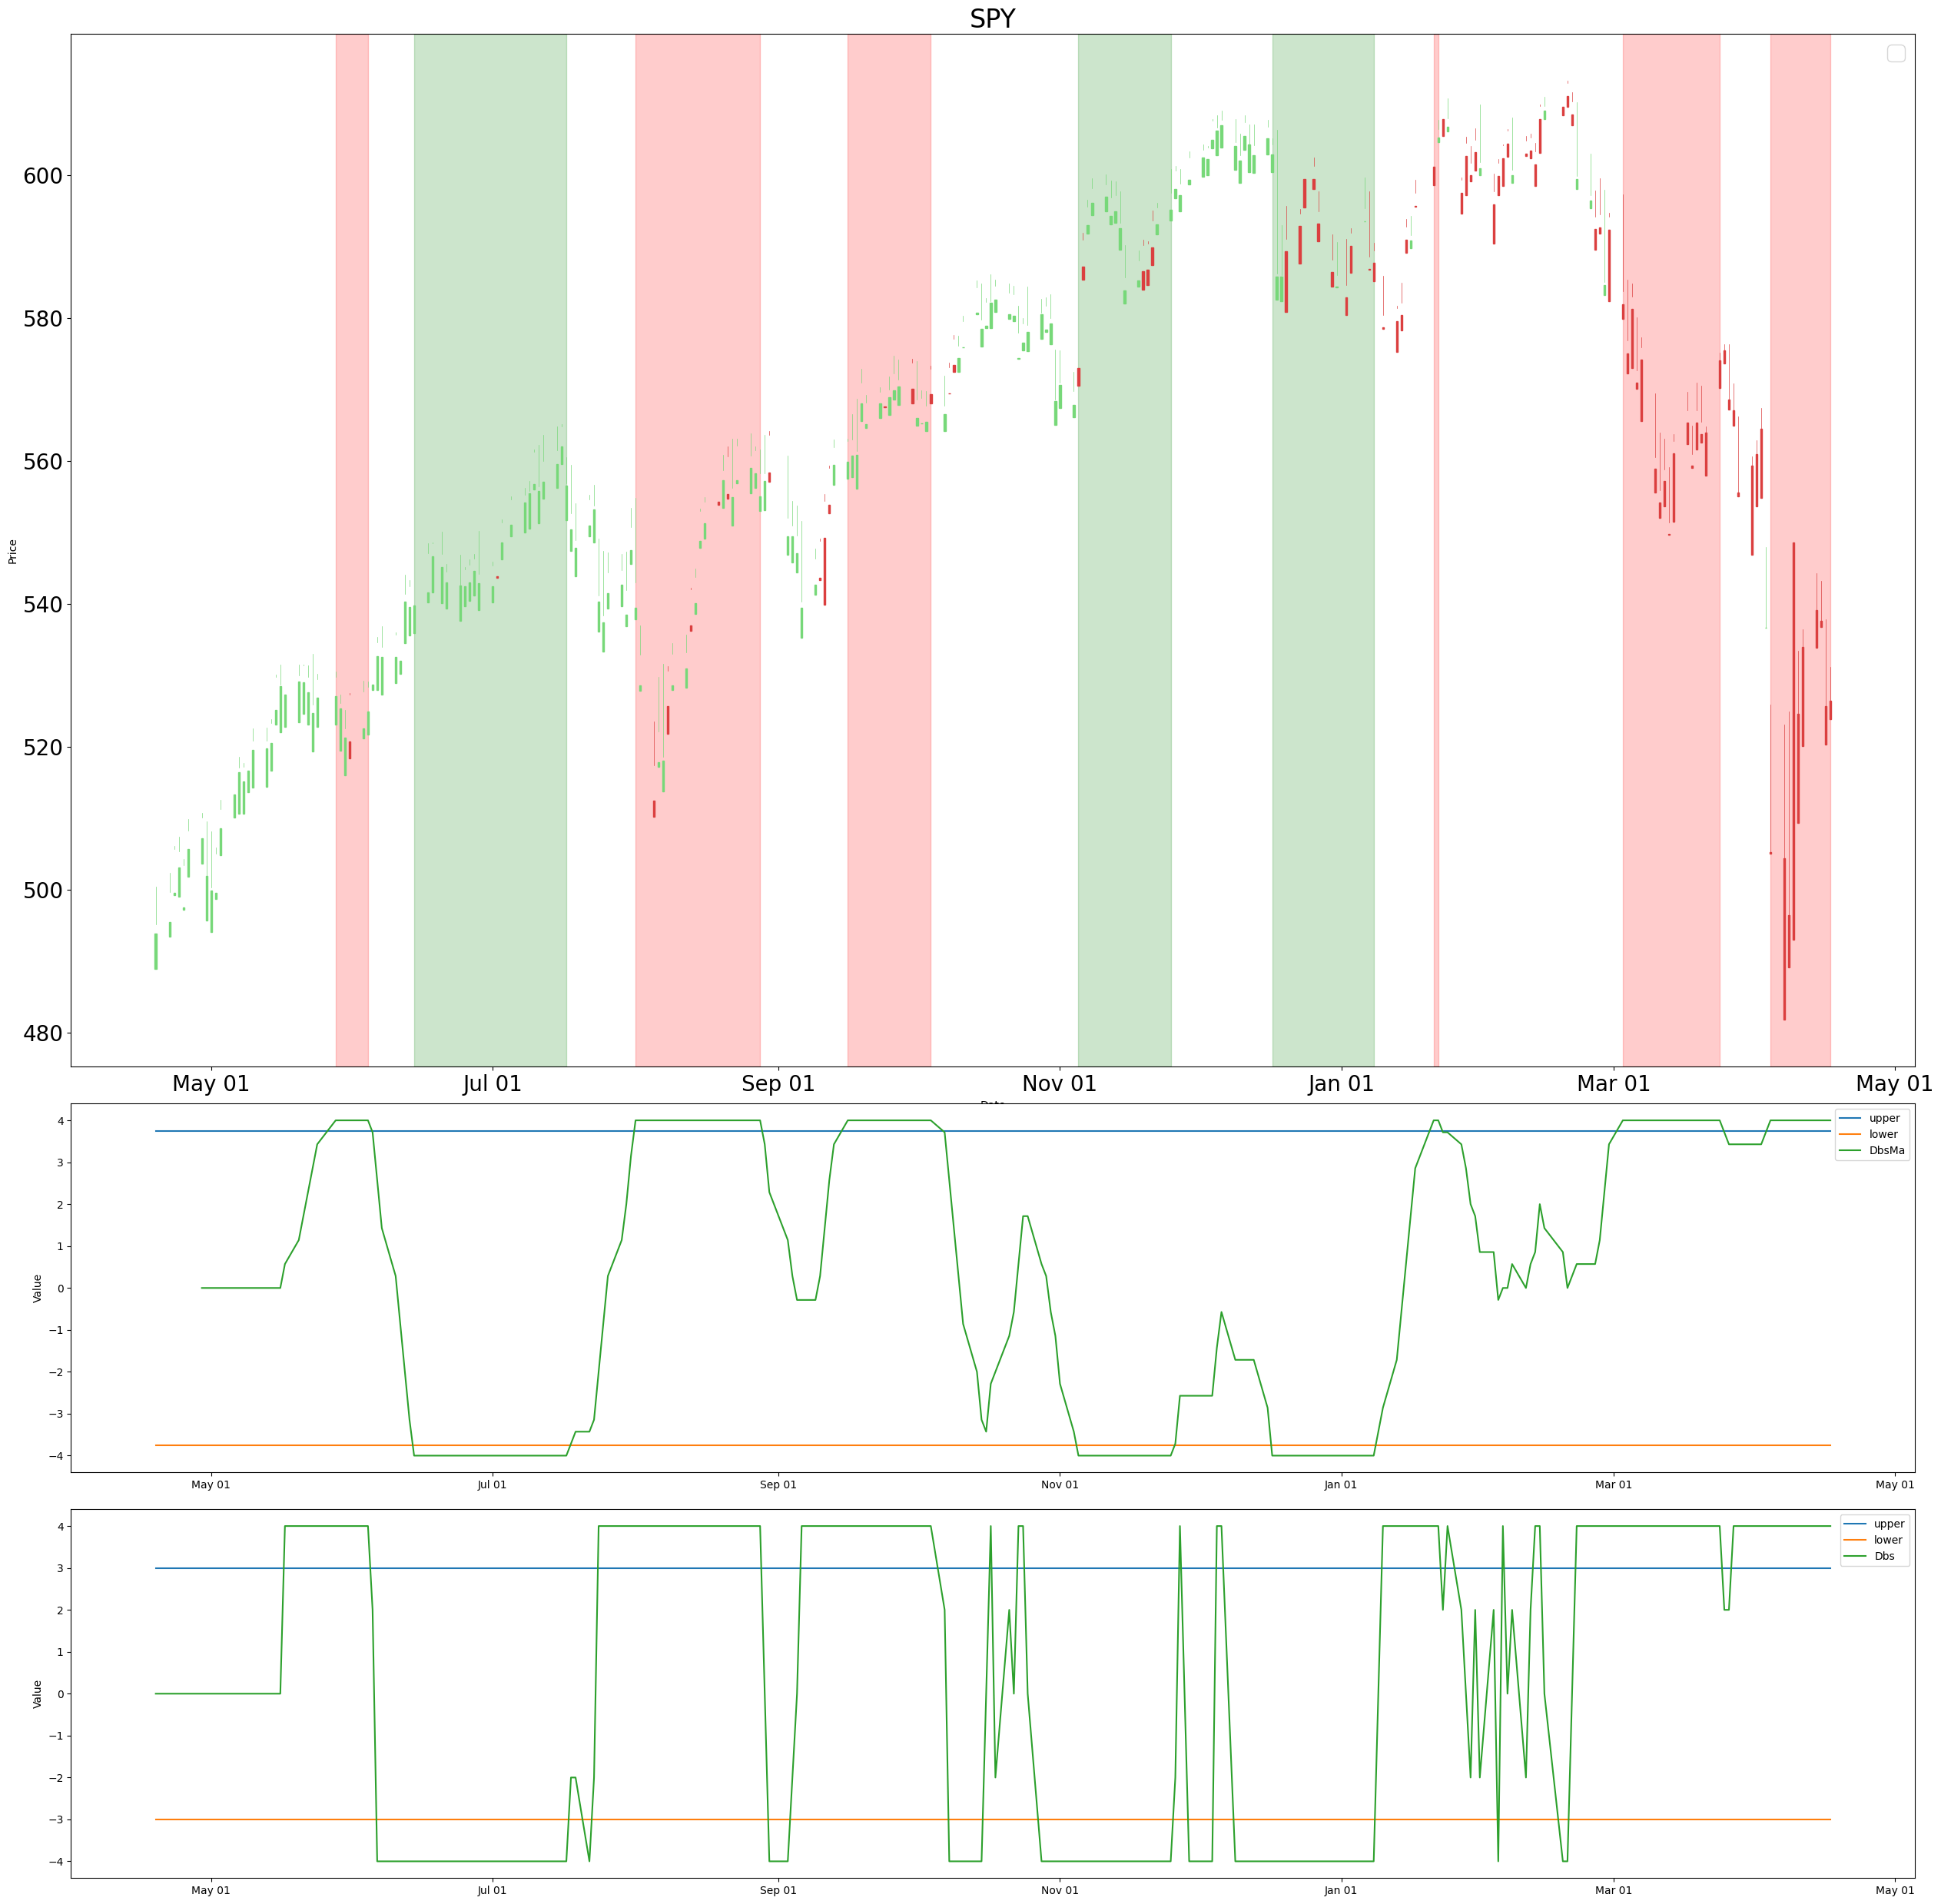 SPY
Price
600
580
560
540
520
500
480
May 01
Jul 01
Sep 01
Nov 01
Jan 01
Mar 01
May 01
Date
Value
4
3
2
1
0
−1
−2
−3
−4
upper
lower
DbsMa
May 01
Jul 01
Sep 01
Nov 01
Jan 01
Mar 01
May 01
Value
4
3
2
1
0
−1
−2
−3
−4
upper
lower
Dbs
May 01
Jul 01
Sep 01
Nov 01
Jan 01
Mar 01
May 01